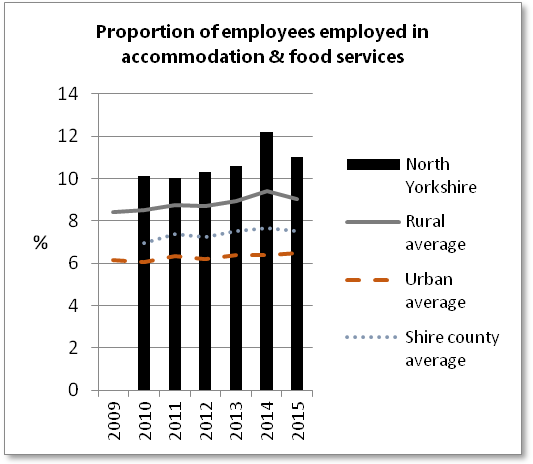 Proportion of employees employed in
accommodation & food services
14
12
10
8
6
4
2
0
%
2009
2010
2011
2012
2013
2014
2015
North
Yorkshire
Rural
average
Urban
average
Shire county
average